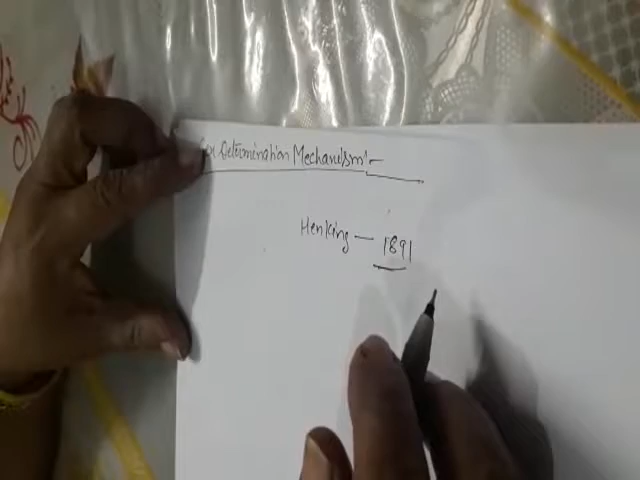 Determination Mechanism:-
Henking — 1891